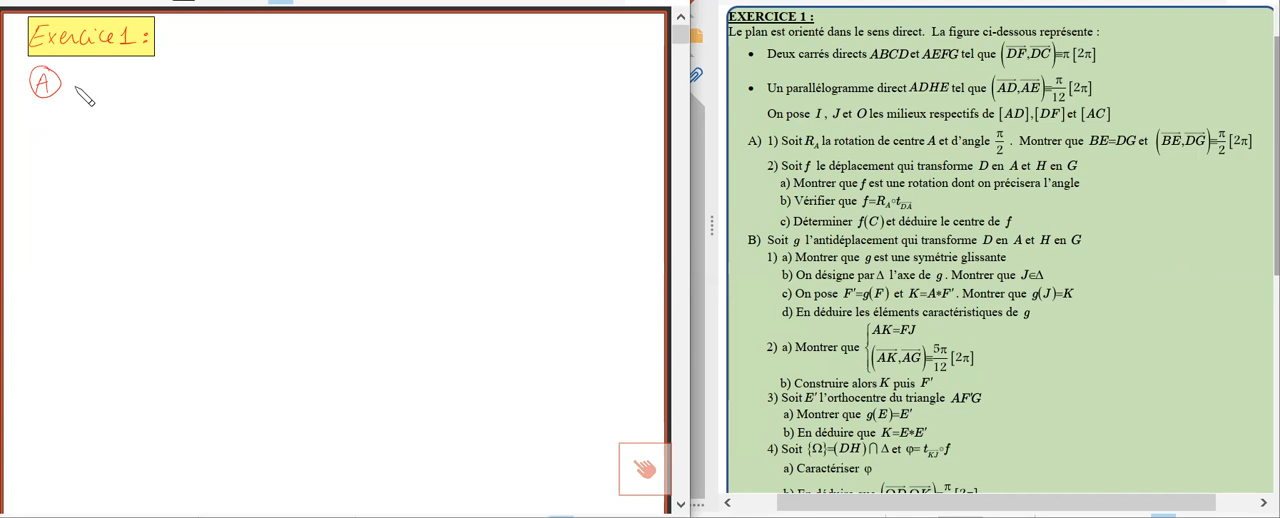 Exercice 1 :
A
EXERCICE 1 :
Le plan est orienté dans le sens direct. La figure ci-dessous représente :
• Deux carrés directs ABCD et AEFG tel que (DF→,DC→)≡π[2π]
• Un parallélogramme direct ADHE tel que (AD→,AE→)≡π/12[2π]
On pose I , J et O les milieux respectifs de [AD],[DF] et [AC]
A) 1) Soit R_A la rotation de centre A et d'angle π/2 . Montrer que BE=DG et (BE→,DG→)≡π/2[2π]
2) Soit f le déplacement qui transforme D en A et H en G
a) Montrer que f est une rotation dont on précisera l'angle
b) Vérifier que f=R_A∘t_DA→
c) Déterminer f(C) et déduire le centre de f
B) Soit g l'antidéplacement qui transforme D en A et H en G
1) a) Montrer que g est une symétrie glissante
b) On désigne par Δ l'axe de g . Montrer que J∈Δ
c) On pose F'=g(F) et K=A*F' . Montrer que g(J)=K
d) En déduire les éléments caractéristiques de g
2) a) Montrer que { AK=FJ
(AK→,AG→)≡5π/12[2π]
b) Construire alors K puis F'
3) Soit E' l'orthocentre du triangle AF'G
a) Montrer que g(E)=E'
b) En déduire que K=E*E'
4) Soit {Ω}=(DH)∩Δ et φ=t_KJ→∘f
a) Caractériser φ
b) En déduire que (ΩD→,ΩK→)≡π [2π]